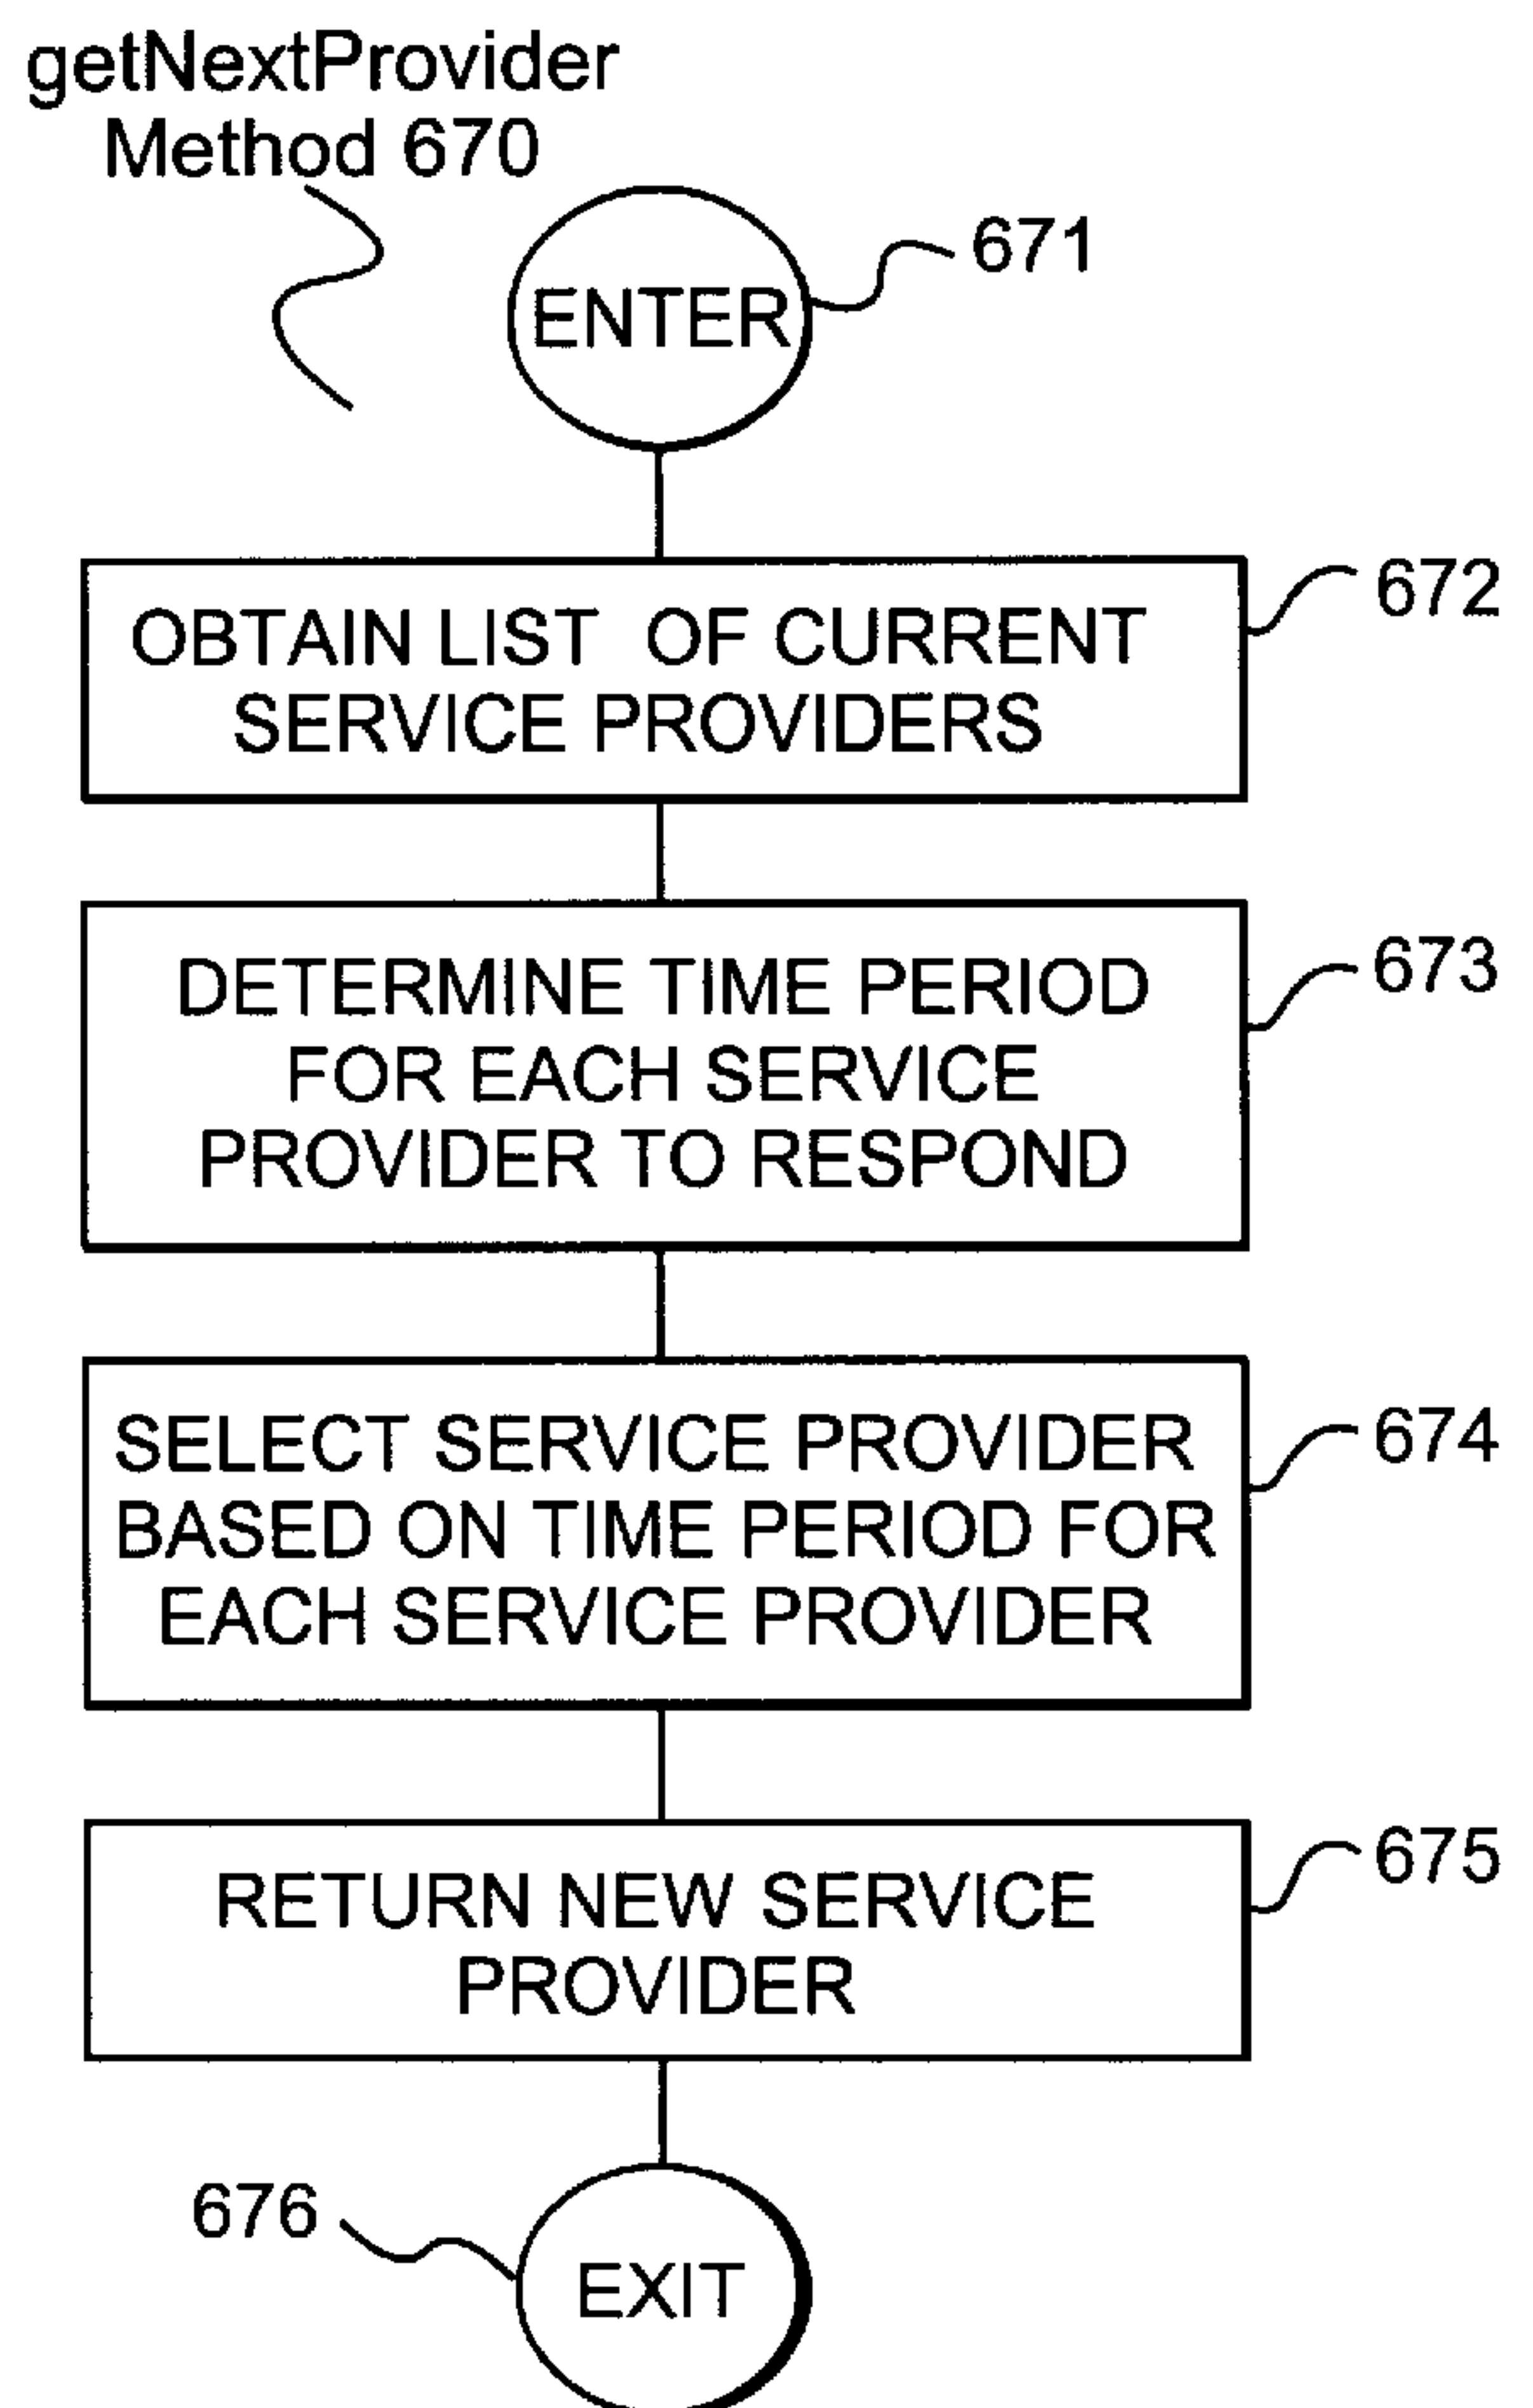 getNextProvider
Method 670
ENTER
671
OBTAIN LIST OF CURRENT
SERVICE PROVIDERS
672
DETERMINE TIME PERIOD
FOR EACH SERVICE
PROVIDER TO RESPOND
673
SELECT SERVICE PROVIDER
BASED ON TIME PERIOD FOR
EACH SERVICE PROVIDER
674
RETURN NEW SERVICE
PROVIDER
675
676
EXIT